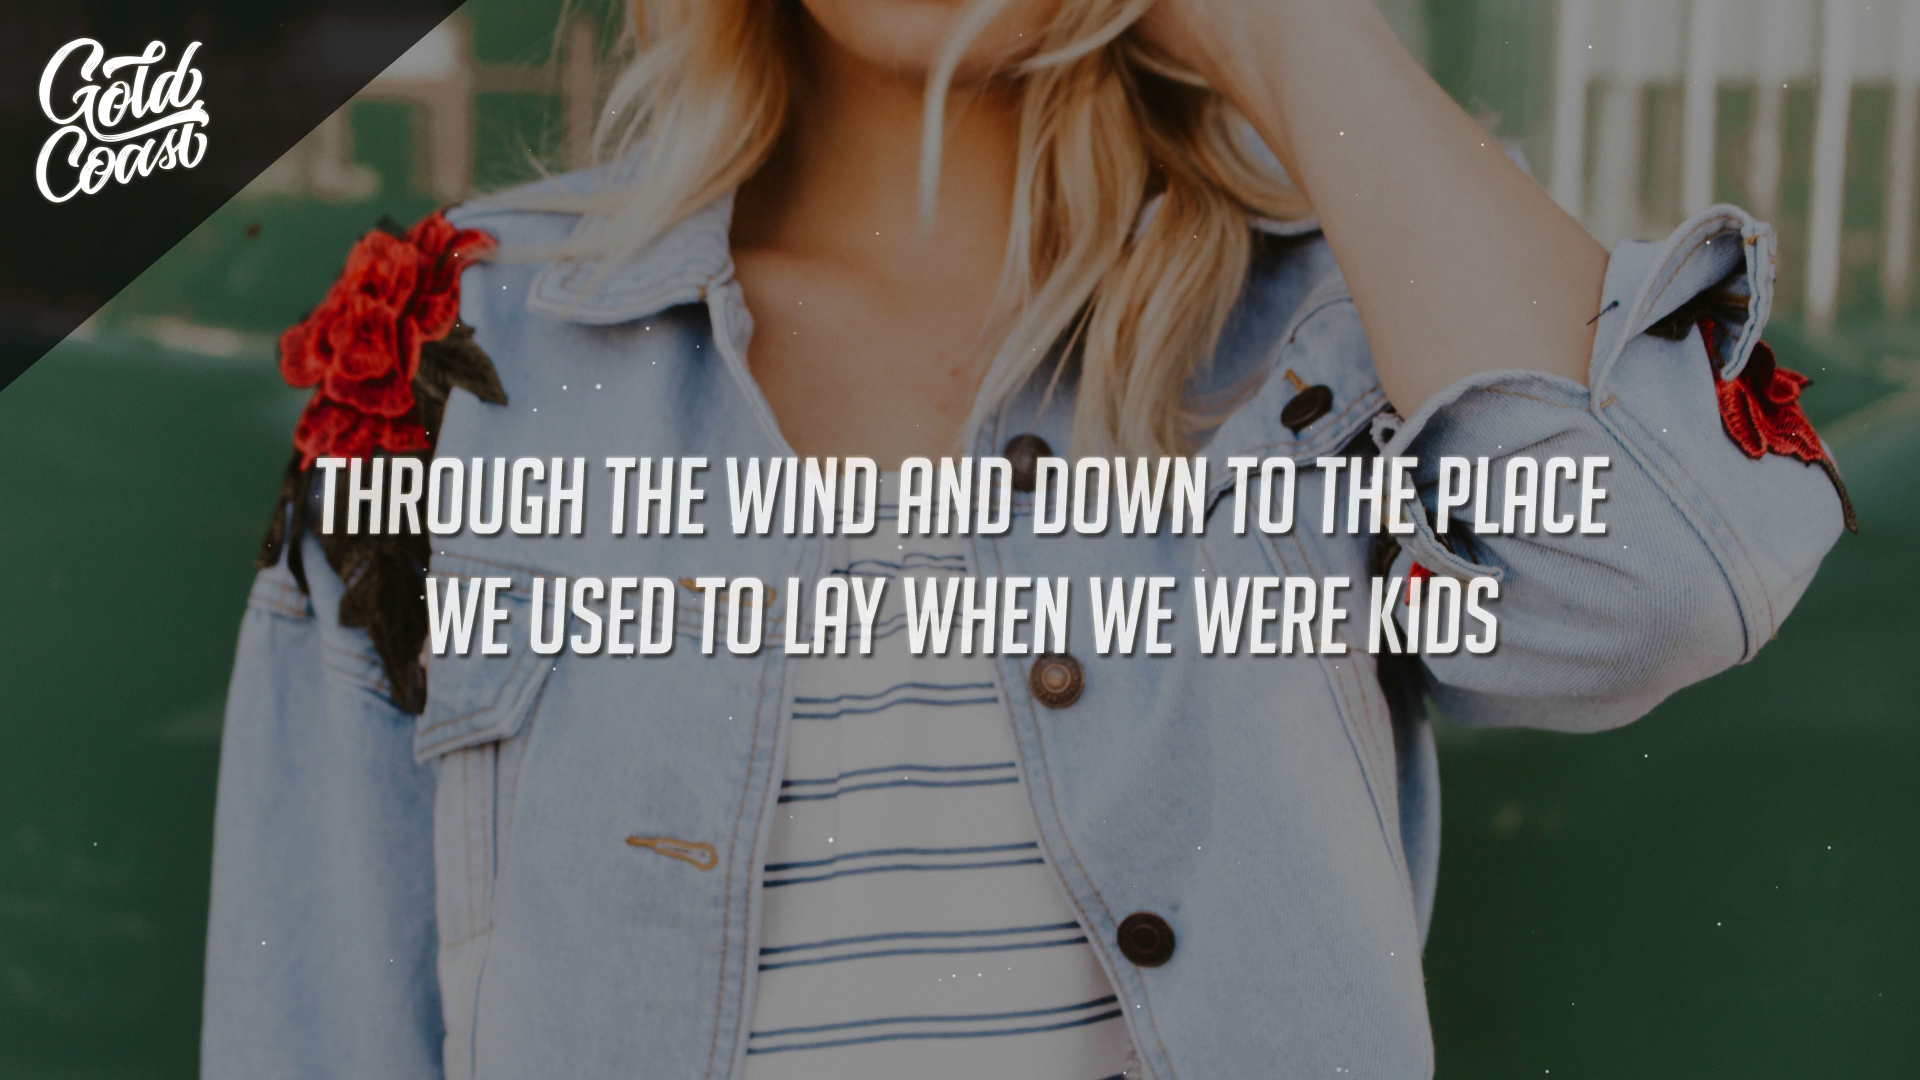 Gold
Coast
THROUGH THE WIND AND DOWN TO THE PLACE
WE USED TO LAY WHEN WE WERE KIDS